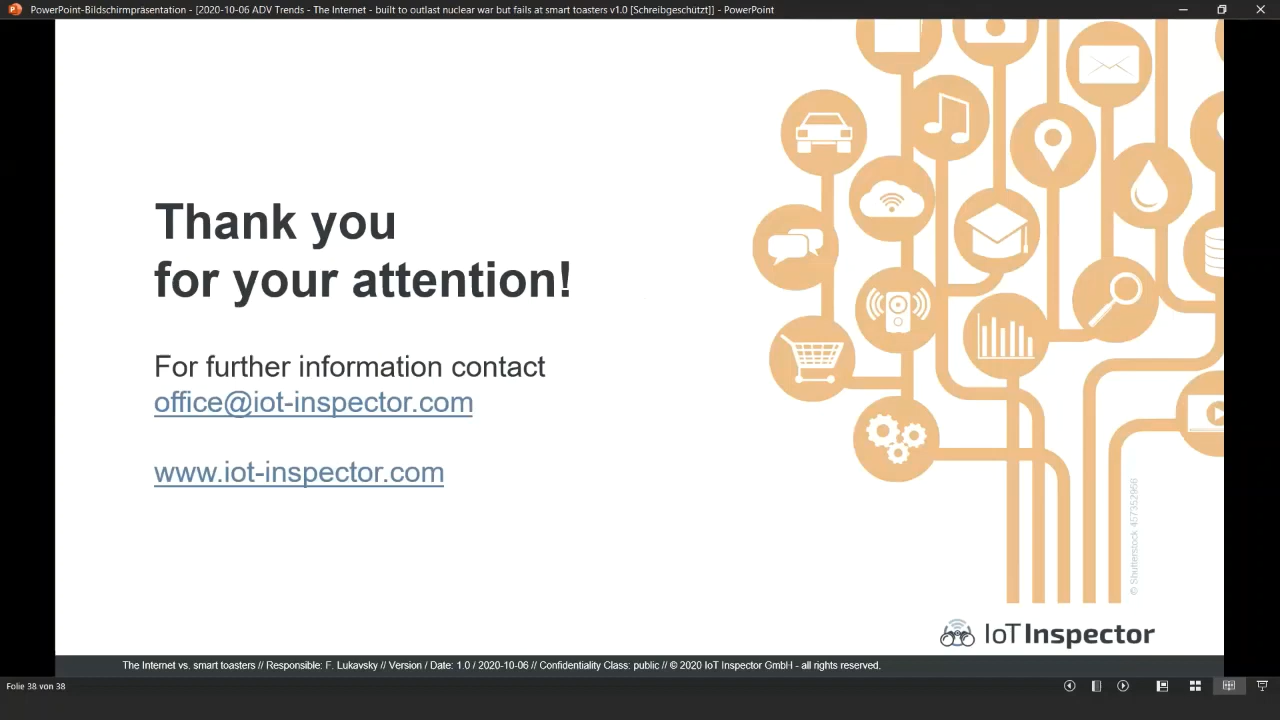 PowerPoint-Bildschirmpräsentation - [2020-10-06 ADV Trends - The Internet - built to outlast nuclear war but fails at smart toasters v1.0 [Schreibgeschützt]] - PowerPoint
Thank you
for your attention!
For further information contact
office@iot-inspector.com
www.iot-inspector.com
© Shutterstock 457352956
IoT Inspector
The Internet vs. smart toasters // Responsible: F. Lukavsky // Version / Date: 1.0 / 2020-10-06 // Confidentiality Class: public // © 2020 IoT Inspector GmbH - all rights reserved.
Folie 38 von 38